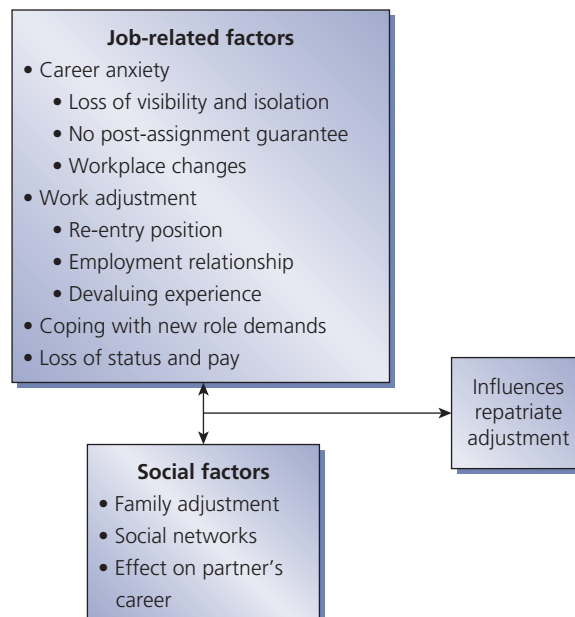 Job-related factors
• Career anxiety
• Loss of visibility and isolation
• No post-assignment guarantee
• Workplace changes
• Work adjustment
• Re-entry position
• Employment relationship
• Devaluing experience
• Coping with new role demands
• Loss of status and pay
Influences
repatriate
adjustment
Social factors
• Family adjustment
• Social networks
• Effect on partner’s
career